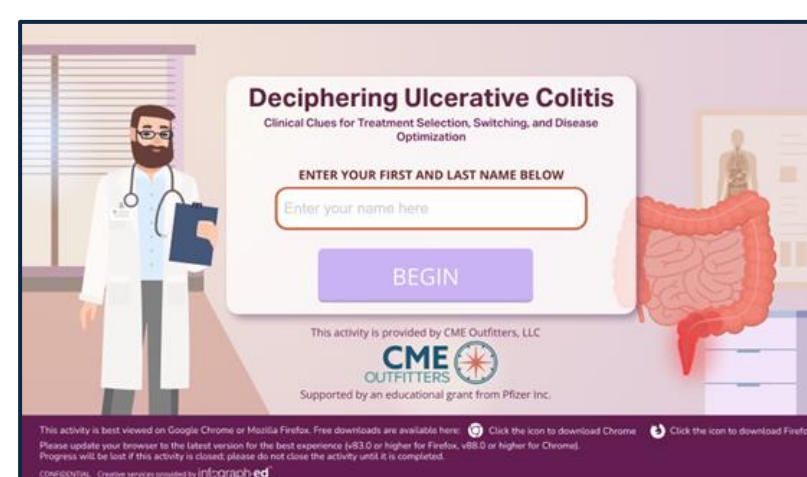 Deciphering Ulcerative Colitis
Clinical Clues for Treatment Selection, Switching, and Disease
Optimization
ENTER YOUR FIRST AND LAST NAME BELOW
Enter your name here
BEGIN
This activity is provided by CME Outfitters, LLC
CME
OUTFITTERS
Supported by an educational grant from Pfizer Inc.
This activity is best viewed on Google Chrome or Mozilla Firefox. Free downloads are available here: Click the icon to download Chrome Click the icon to download Firefo
Please update your browser to the latest version for the best experience (v83.0 or higher for Firefox, v88.0 or higher for Chrome).
Progress will be lost if this activity is closed; please do not close the activity until it is completed.
CONFIDENTIAL Creative services provided by infograph·ed